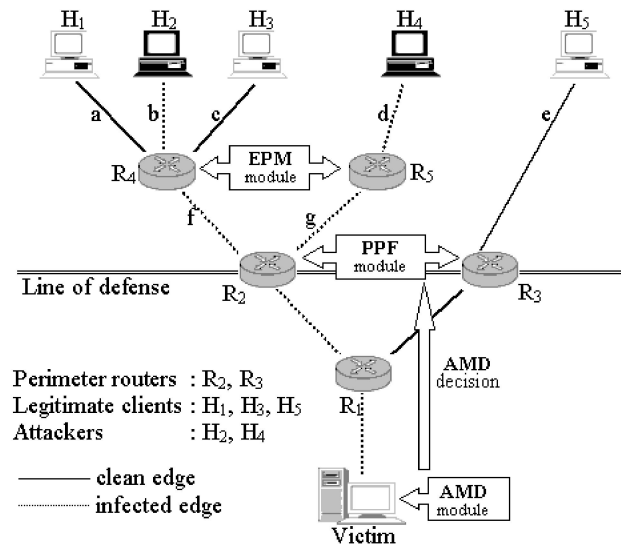 H1 H2 H3 H4 H5
a b c d e
EPM
module
R4 R5
f g
PPF
module
Line of defense
R2 R3
AMD
decision
Perimeter routers : R2, R3
Legitimate clients : H1, H3, H5
Attackers : H2, H4
R1
clean edge
infected edge
AMD
module
Victim